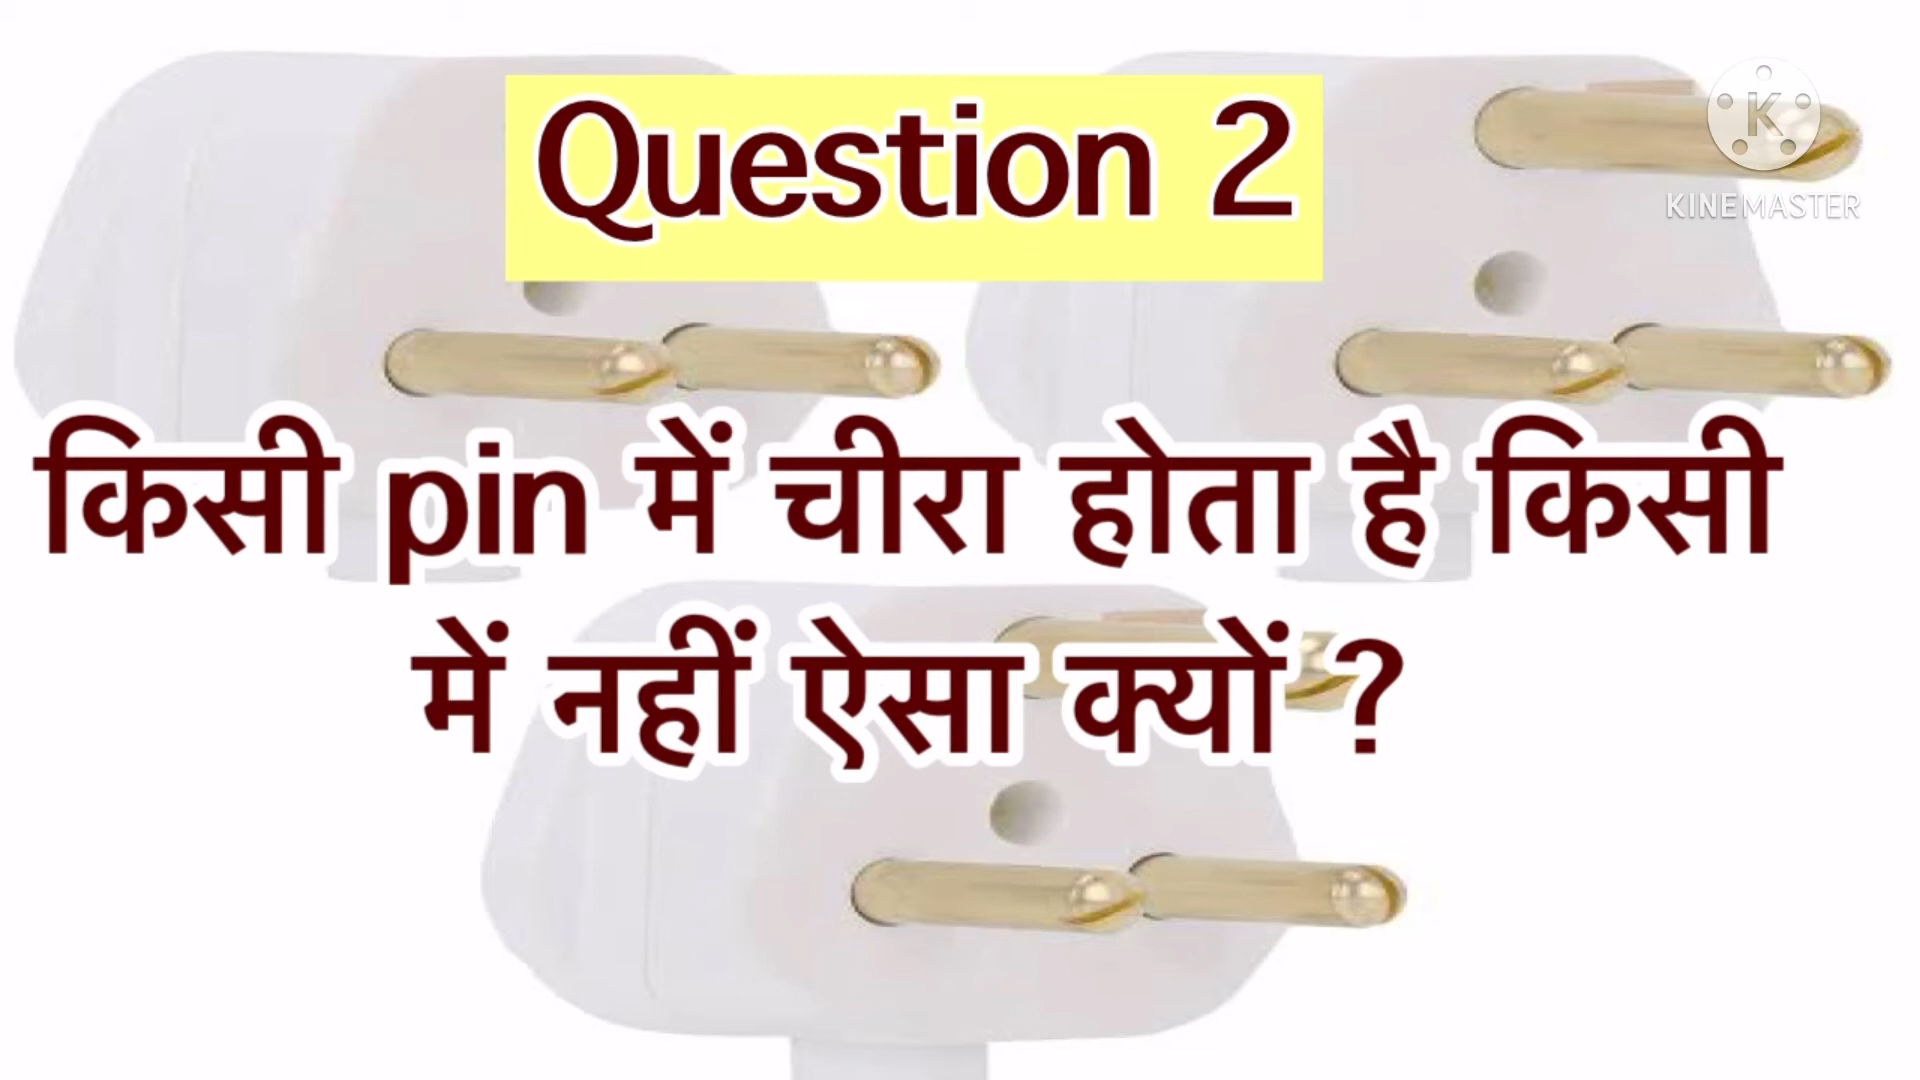 Question 2
K
KINEMASTER
किसी pin में चीरा होता है किसी
में नहीं ऐसा क्यों ?